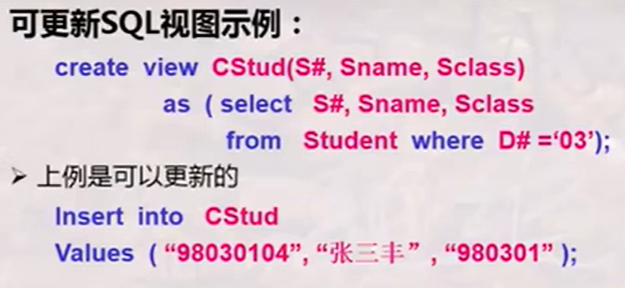 可更新SQL视图示例：
create view CStud(S#, Sname, Sclass)
as ( select S#, Sname, Sclass
from Student where D# =‘03’);
➢ 上例是可以更新的
Insert into CStud
Values ( “98030104”, “张三丰” , “980301” );